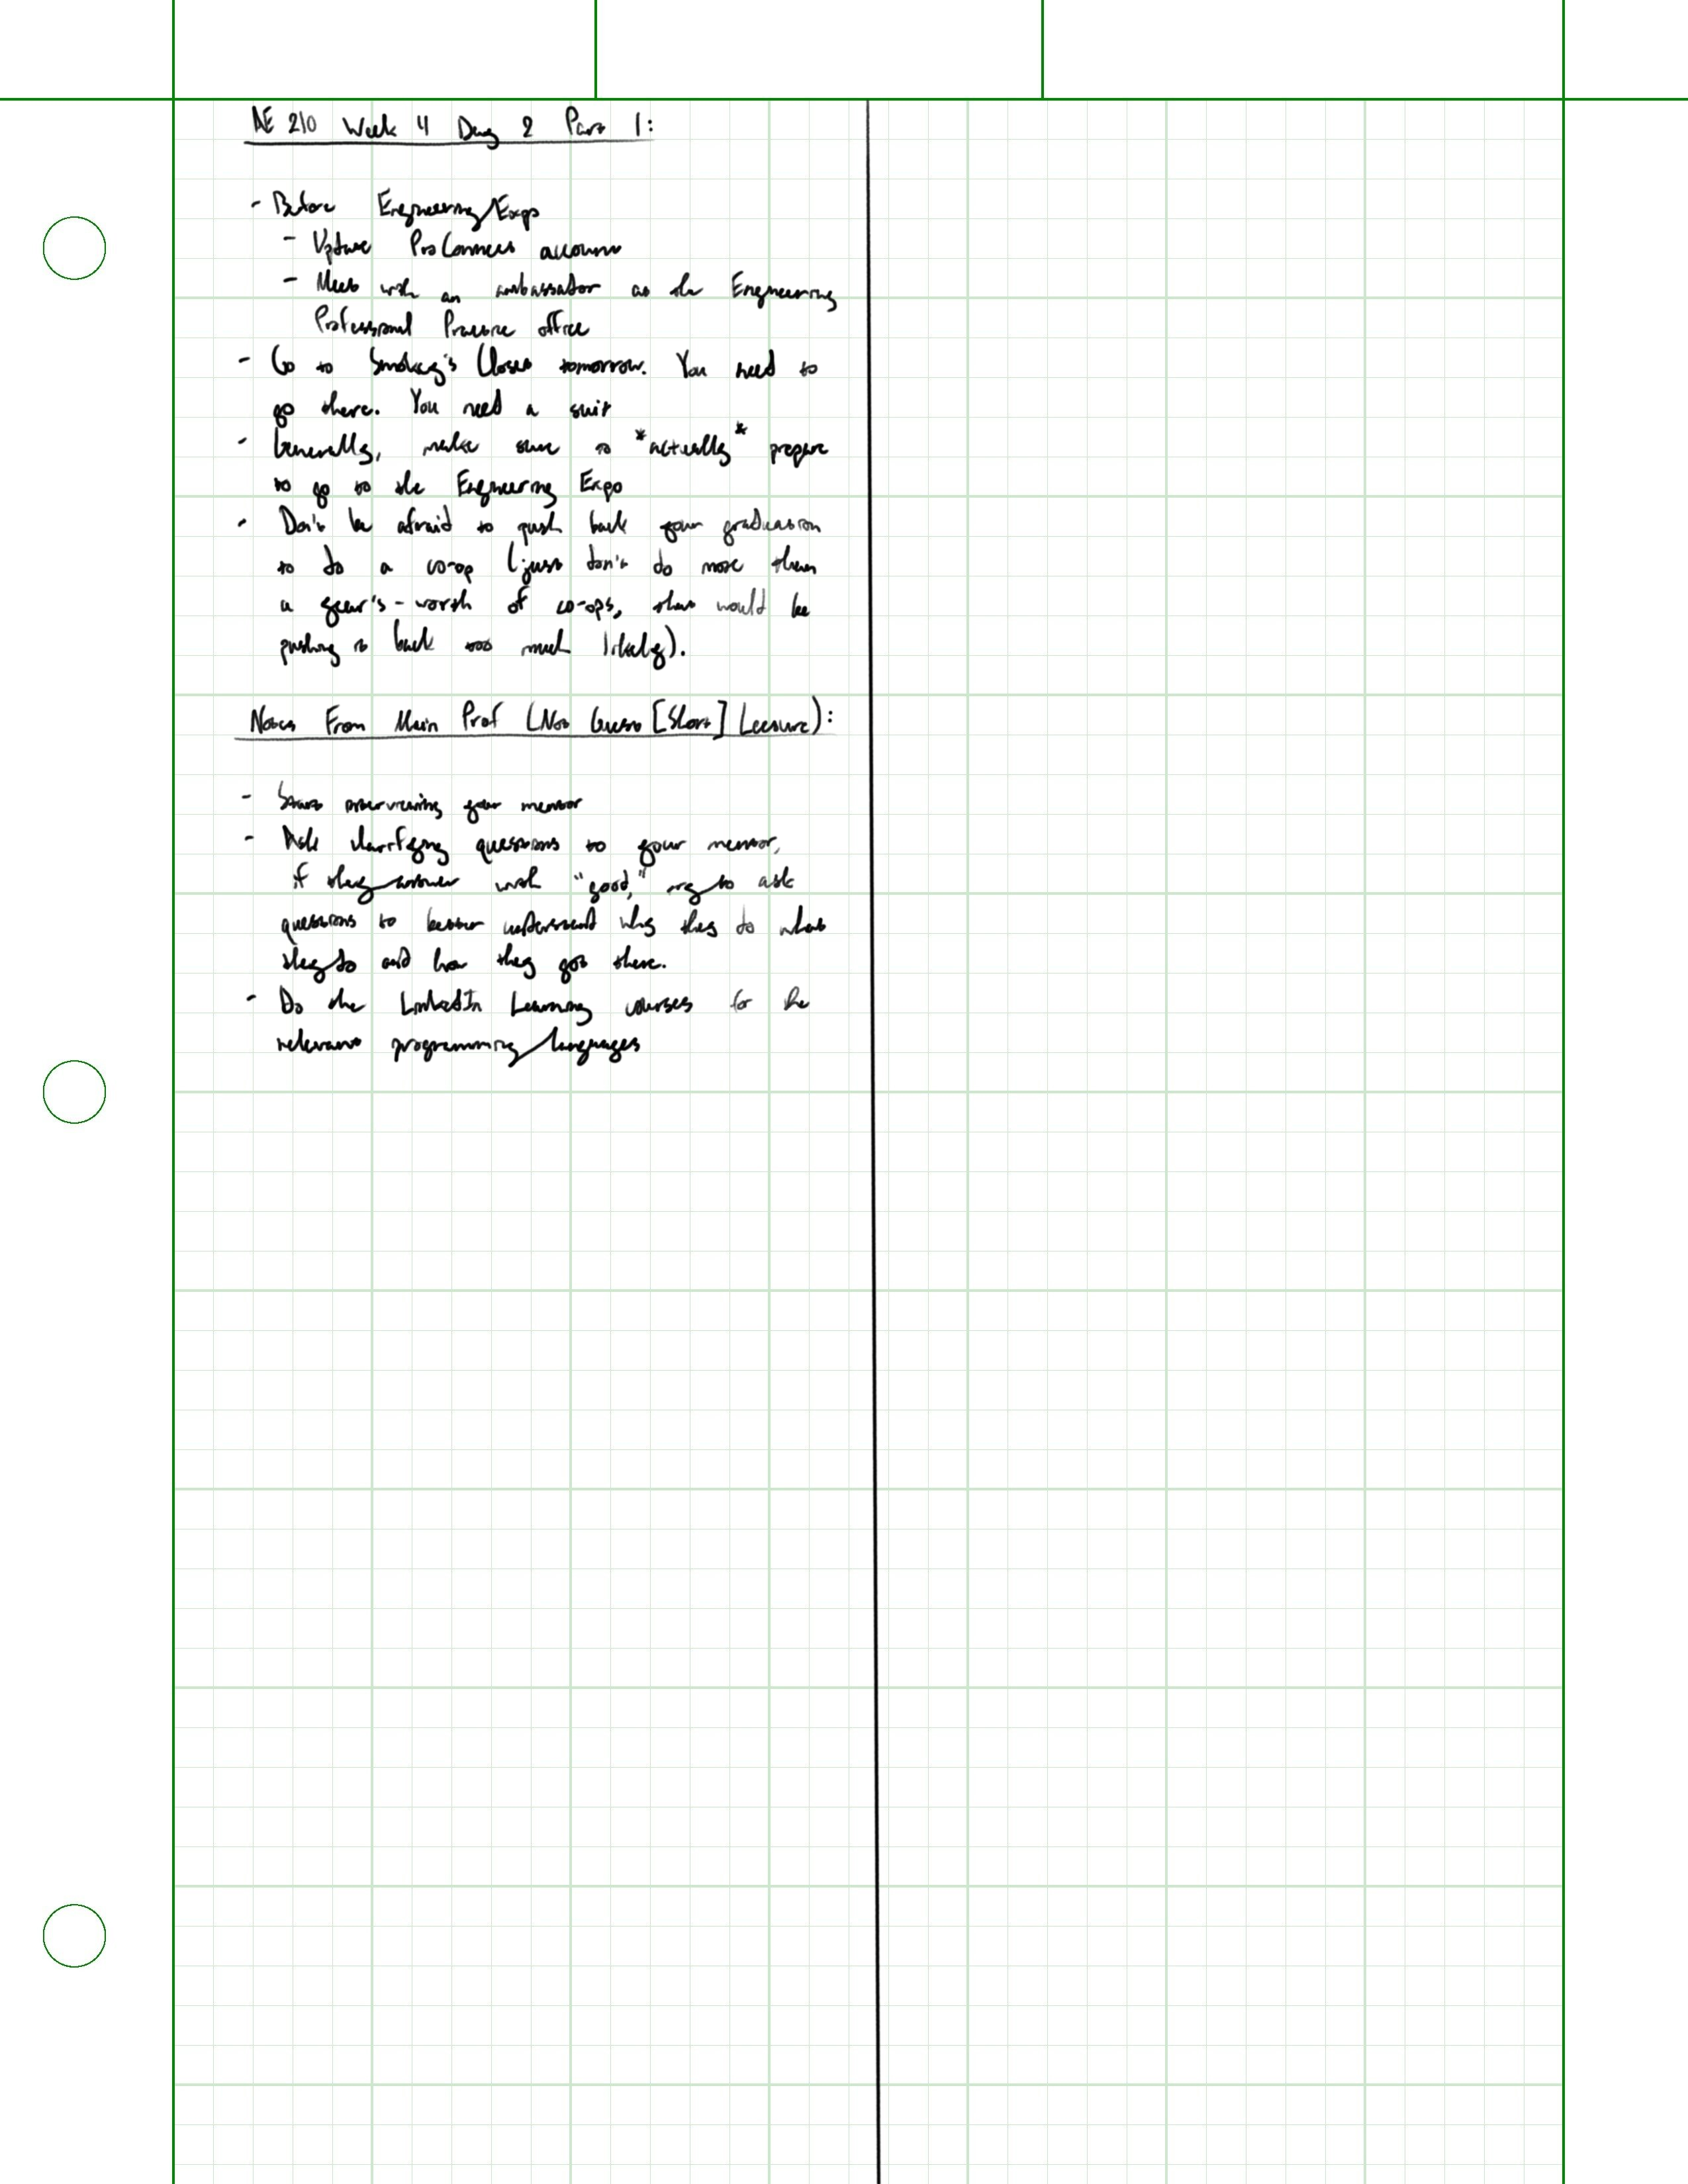 AE 210 Week 4 Day 2 Part 1:
- Before Engineering Expo
- Update ProConnect account
- Meet with an ambassador at the Engineering
Professional Practice office
- Go to Smokey's Closet tomorrow. You need to
go there. You need a suit
- Generally, make sure to *actually* prepare
to go to the Engineering Expo
- Don't be afraid to push back your graduation
to do a co-op (just don't do more than
a year's-worth of co-ops, that would be
pushing it back too much likely).
Notes From Main Prof (Not Guest [Short] Lecture):
- Start interviewing your mentor
- Ask clarifying questions to your mentor,
if they answer with "good," try to ask
questions to better understand why they do what
they do and how they got there.
- Do the LinkedIn Learning courses for the
relevant programming languages